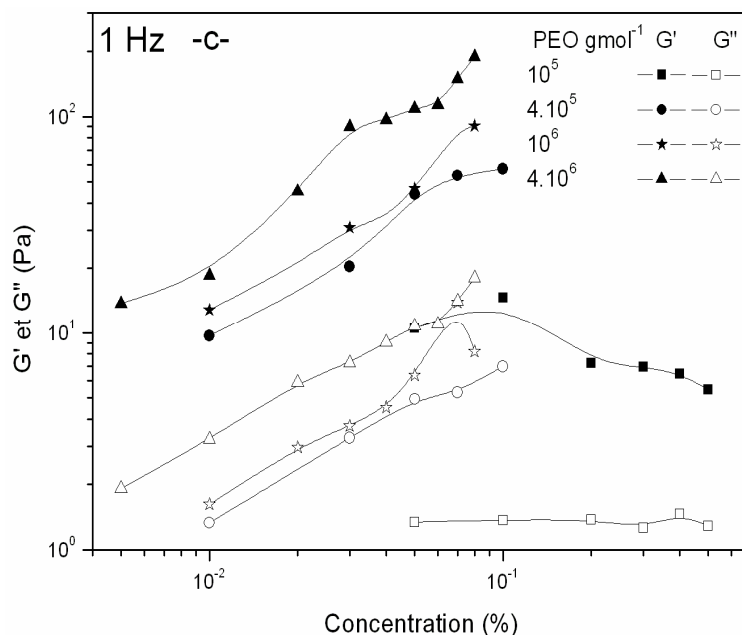 1 Hz -c-
PEO gmol⁻¹ G' G"
10⁵
4.10⁵
10⁶
4.10⁶
G' et G" (Pa)
10²
10¹
10⁰
10⁻² 10⁻¹
Concentration (%)